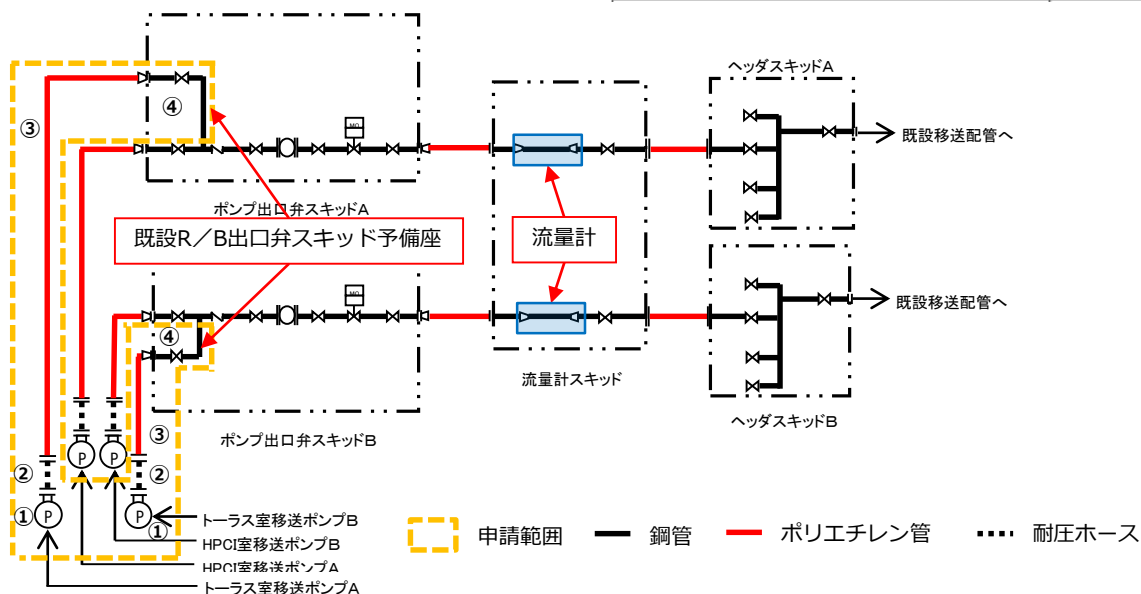 ヘッダスキッドA
③
④
MO
既設移送配管へ
ポンプ出口弁スキッドA
既設R／B出口弁スキッド予備座
流量計
MO
既設移送配管へ
④
流量計スキッド
ヘッダスキッドB
③
ポンプ出口弁スキッドB
②
P
P
②
①
P
P
①
トーラス室移送ポンプB
HPCI室移送ポンプB
HPCI室移送ポンプA
トーラス室移送ポンプA
申請範囲
鋼管
ポリエチレン管
耐圧ホース